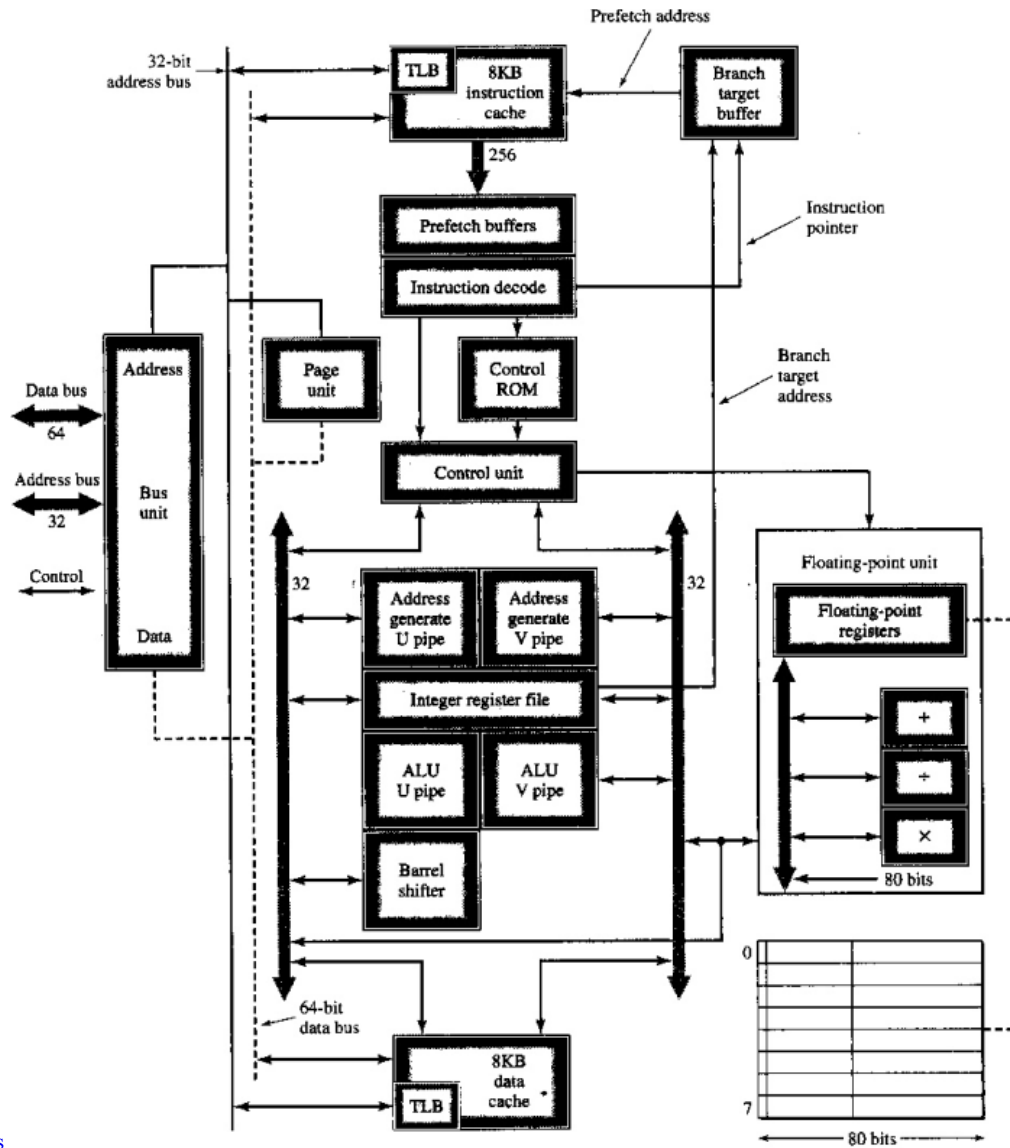 Prefetch address
32-bit
address bus
TLB
8KB
instruction
cache
Branch
target
buffer
256
Prefetch buffers
Instruction
pointer
Instruction decode
Address
Page
unit
Control
ROM
Branch
target
address
Data bus
64
Control unit
Address bus
32
Bus
unit
Control
Data
32
32
Address
generate
U pipe
Address
generate
V pipe
Floating-point unit
Floating-point
registers
Integer register file
ALU
U pipe
ALU
V pipe
+
÷
×
80 bits
Barrel
shifter
0
7
80 bits
64-bit
data bus
8KB
data
cache
TLB
s